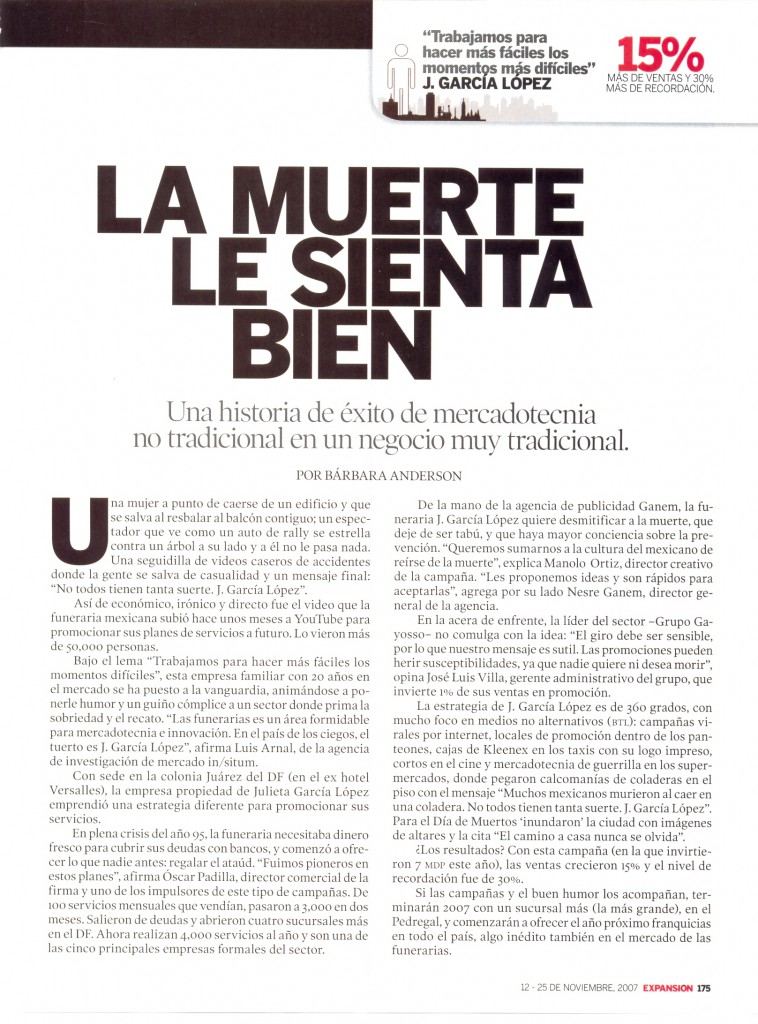 “Trabajamos para
hacer más fáciles los
momentos más difíciles”
J. GARCÍA LÓPEZ
15%
MÁS DE VENTAS Y 30%
MÁS DE RECORDACIÓN.
LA MUERTE
LE SIENTA
BIEN
Una historia de éxito de mercadotecnia
no tradicional en un negocio muy tradicional.
POR BÁRBARA ANDERSON
Una mujer a punto de caerse de un edificio y que
se salva al resbalar al balcón contiguo; un espec-
tador que ve como un auto de rally se estrella
contra un árbol a su lado y a él no le pasa nada.
Una seguidilla de videos caseros de accidentes
donde la gente se salva de casualidad y un mensaje final:
“No todos tienen tanta suerte. J. García López”.
Así de económico, irónico y directo fue el video que la
funeraria mexicana subió hace unos meses a YouTube para
promocionar sus planes de servicios a futuro. Lo vieron más
de 50,000 personas.
Bajo el lema “Trabajamos para hacer más fáciles los
momentos difíciles”, esta empresa familiar con 20 años en
el mercado se ha puesto a la vanguardia, animándose a po-
nerle humor y un guiño cómplice a un sector donde prima la
sobriedad y el recato. “Las funerarias es un área formidable
para mercadotecnia e innovación. En el país de los ciegos, el
tuerto es J. García López”, afirma Luis Arnal, de la agencia
de investigación de mercado in/situm.
Con sede en la colonia Juárez del DF (en el ex hotel
Versalles), la empresa propiedad de Julieta García López
emprendió una estrategia diferente para promocionar sus
servicios.
En plena crisis del año 95, la funeraria necesitaba dinero
fresco para cubrir sus deudas con bancos, y comenzó a ofre-
cer lo que nadie antes: regalar el ataúd. “Fuimos pioneros en
estos planes”, afirma Óscar Padilla, director comercial de la
firma y uno de los impulsores de este tipo de campañas. De
100 servicios mensuales que vendían, pasaron a 3,000 en dos
meses. Salieron de deudas y abrieron cuatro sucursales más
en el DF. Ahora realizan 4,000 servicios al año y son una de
las cinco principales empresas formales del sector.
De la mano de la agencia de publicidad Ganem, la fu-
neraria J. García López quiere desmitificar a la muerte, que
deje de ser tabú, y que haya mayor conciencia sobre la pre-
vención. “Queremos sumarnos a la cultura del mexicano de
reírse de la muerte”, explica Manolo Ortiz, director creativo
de la campaña. “Les proponemos ideas y son rápidos para
aceptarlas”, agrega por su lado Nesre Ganem, director gene-
ral de la agencia.
En la acera de enfrente, la líder del sector –Grupo Ga-
yosso– no comulga con la idea: “El giro debe ser sensible,
por lo que nuestro mensaje es sutil. Las promociones pueden
herir susceptibilidades, ya que nadie quiere ni desea morir”,
opina José Luis Villa, gerente administrativo del grupo, que
invierte 1% de sus ventas en promoción.
La estrategia de J. García López es de 360 grados, con
mucho foco en medios no alternativos (BTL): campañas vi-
rales por internet, locales de promoción dentro de los pan-
teones, cajas de Kleenex en los taxis con su logo impreso,
cortos en el cine y mercadotecnia de guerrilla en los super-
mercados, donde pegaron calcomanías de coladeras en el
piso con el mensaje “Muchos mexicanos murieron al caer en
una coladera. No todos tienen tanta suerte. J. García López”.
Para el Día de Muertos ‘inundaron’ la ciudad con imágenes
de altares y la cita “El camino a casa nunca se olvida”.
¿Los resultados? Con esta campaña (en la que invirtie-
ron 7 MDP este año), las ventas crecieron 15% y el nivel de
recordación fue de 30%.
Si las campañas y el buen humor los acompañan, ter-
minarán 2007 con un sucursal más (la más grande), en el
Pedregal, y comenzarán a ofrecer el año próximo franquicias
en todo el país, algo inédito también en el mercado de las
funerarias.
12 - 25 DE NOVIEMBRE, 2007 EXPANSION 175